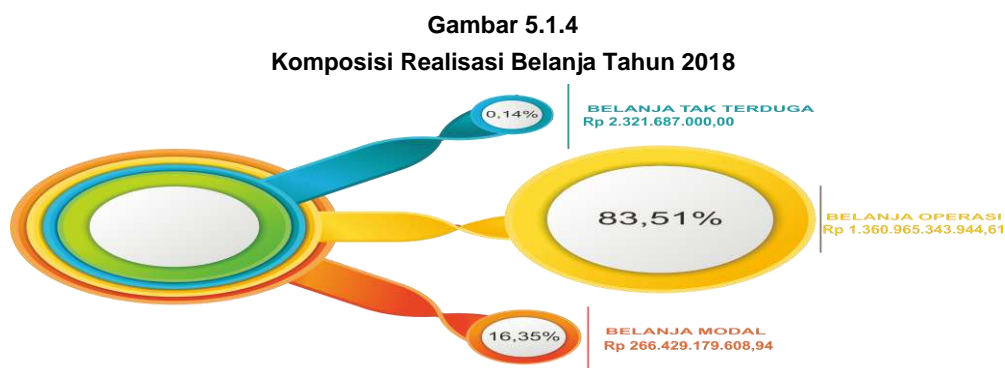 Gambar 5.1.4
Komposisi Realisasi Belanja Tahun 2018
0,14%
BELANJA TAK TERDUGA
Rp 2.321.687.000,00
83,51%
BELANJA OPERASI
Rp 1.360.965.343.944,61
16,35%
BELANJA MODAL
Rp 266.429.179.608,94